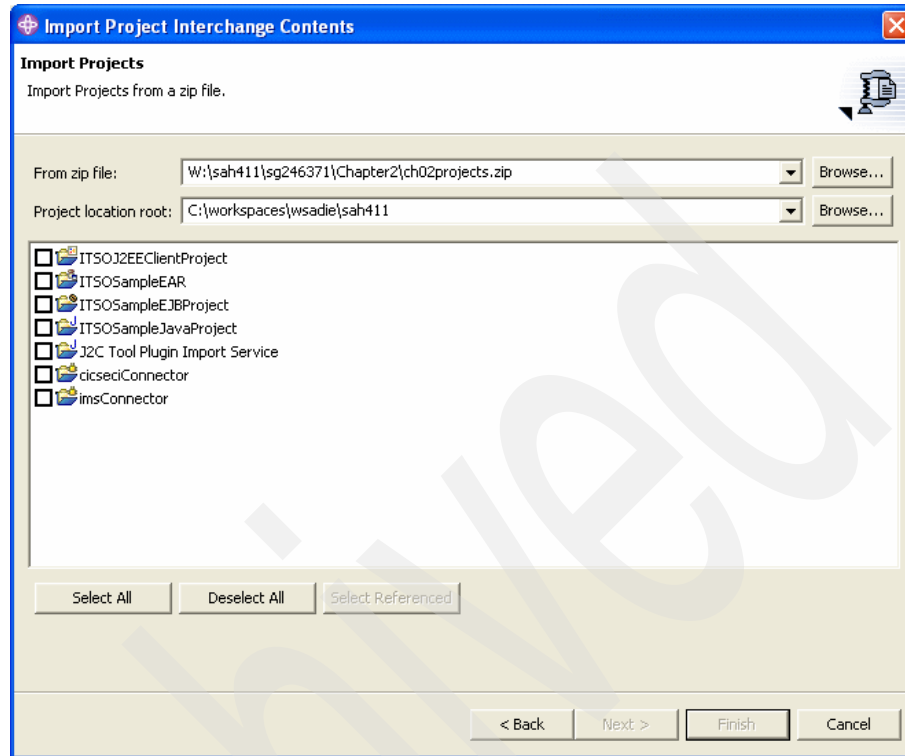 Import Project Interchange Contents
Import Projects
Import Projects from a zip file.
From zip file: W:\sah411\sg246371\Chapter2\ch02projects.zip Browse...
Project location root: C:\workspaces\wsadie\sah411 Browse...
ITSOJ2EEClientProject
ITSOSampleEAR
ITSOSampleEJBProject
ITSOSampleJavaProject
J2C Tool Plugin Import Service
cicseciConnector
imsConnector
Select All Deselect All Select Referenced
< Back Next > Finish Cancel
hived